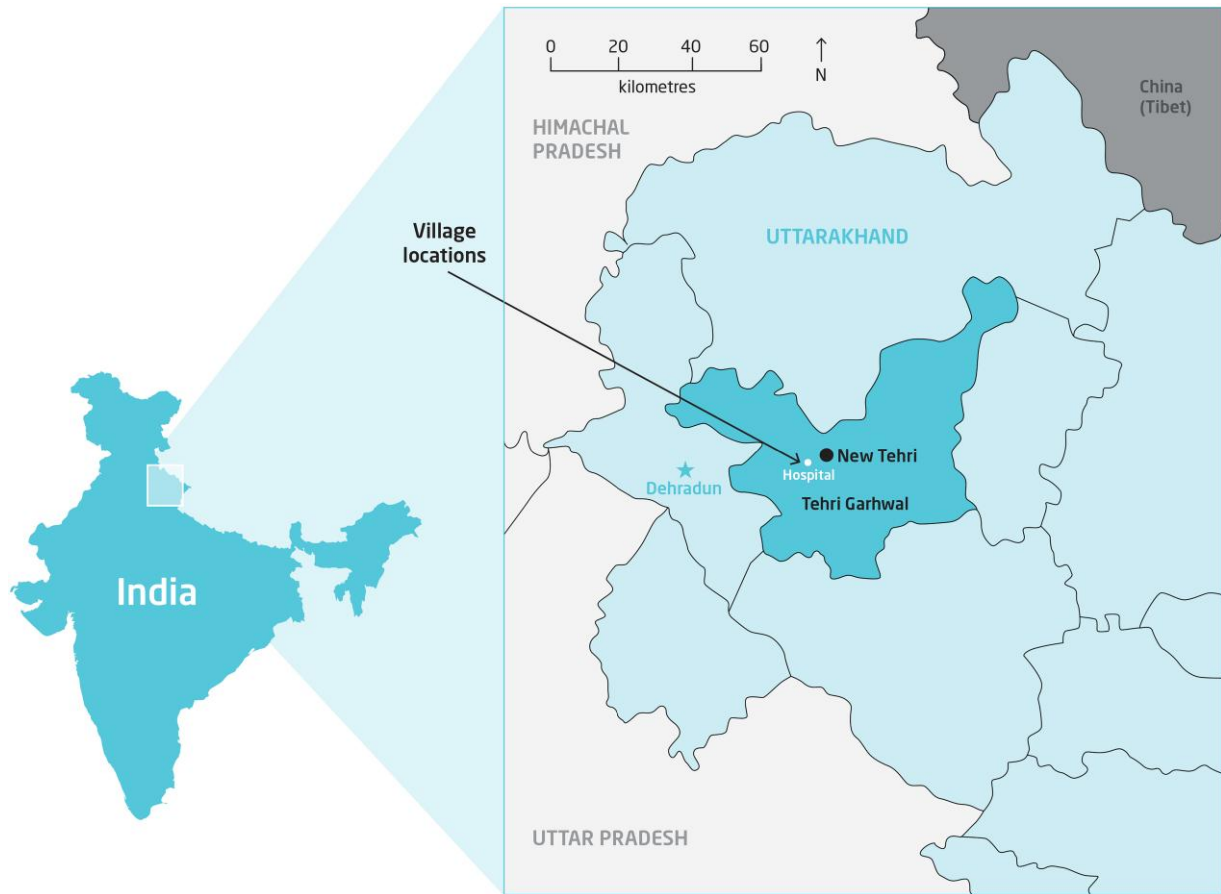 0 20 40 60
kilometres
N
China
(Tibet)
HIMACHAL
PRADESH
Village
locations
UTTARAKHAND
New Tehri
Hospital
Dehradun
Tehri Garhwal
India
UTTAR PRADESH